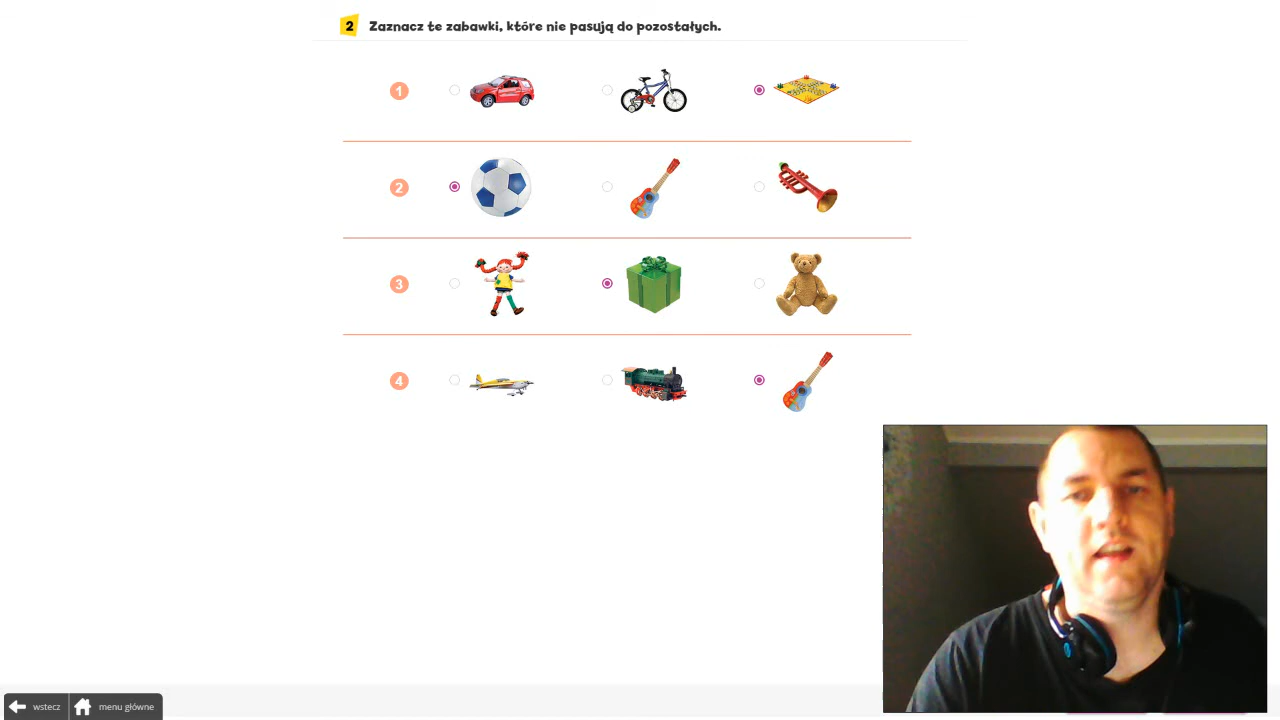 2 Zaznacz te zabawki, które nie pasują do pozostałych.
1
2
3
4
wstecz menu główne